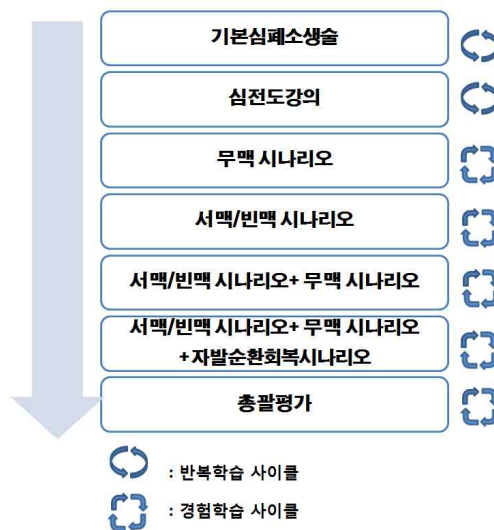 기본심폐소생술
심전도강의
무맥 시나리오
서맥/빈맥 시나리오
서맥/빈맥 시나리오+ 무맥 시나리오
서맥/빈맥 시나리오+ 무맥 시나리오
+자발순환회복시나리오
총괄평가
: 반복학습 사이클
: 경험학습 사이클